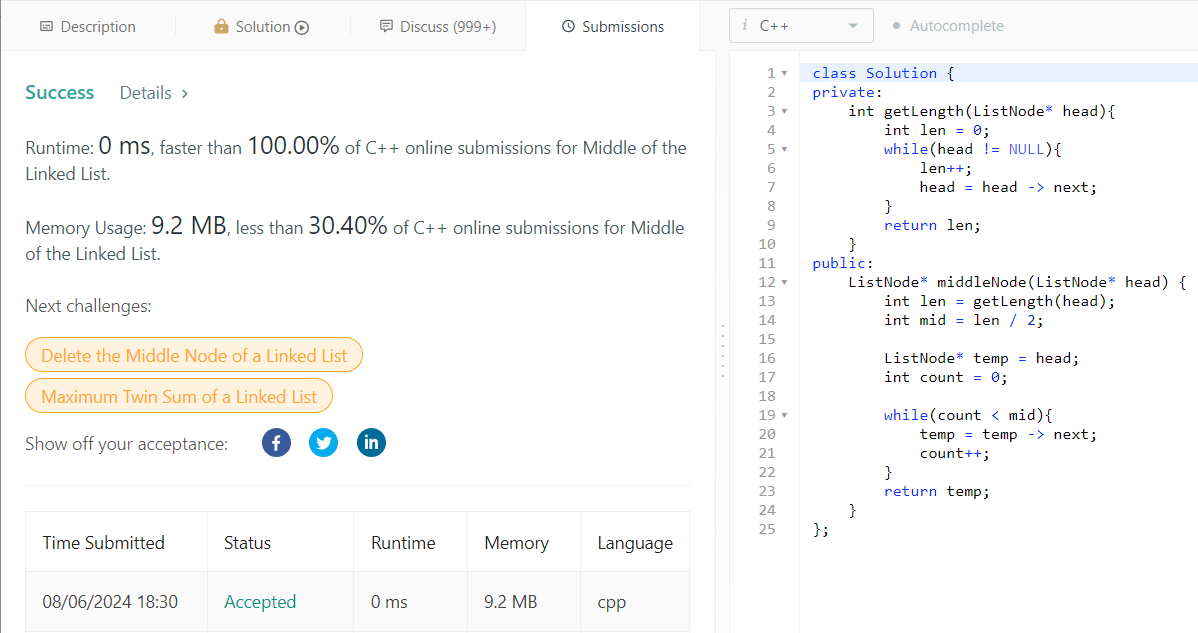 Description
Solution
Discuss (999+)
Submissions
Success Details >
Runtime: 0 ms, faster than 100.00% of C++ online submissions for Middle of the
Linked List.
Memory Usage: 9.2 MB, less than 30.40% of C++ online submissions for Middle
of the Linked List.
Next challenges:
Delete the Middle Node of a Linked List
Maximum Twin Sum of a Linked List
Show off your acceptance: f in
Time Submitted Status Runtime Memory Language
08/06/2024 18:30 Accepted 0 ms 9.2 MB cpp
i C++ Autocomplete
1 class Solution {
2 private:
3     int getLength(ListNode* head){
4         int len = 0;
5         while(head != NULL){
6             len++;
7             head = head -> next;
8         }
9         return len;
10     }
11 public:
12     ListNode* middleNode(ListNode* head) {
13         int len = getLength(head);
14         int mid = len / 2;
15
16         ListNode* temp = head;
17         int count = 0;
18
19         while(count < mid){
20             temp = temp -> next;
21             count++;
22         }
23         return temp;
24     }
25 };